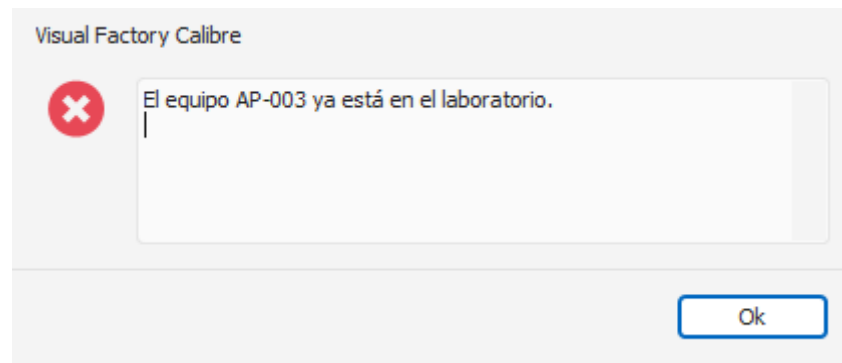 Visual Factory Calibre
El equipo AP-003 ya está en el laboratorio.
Ok